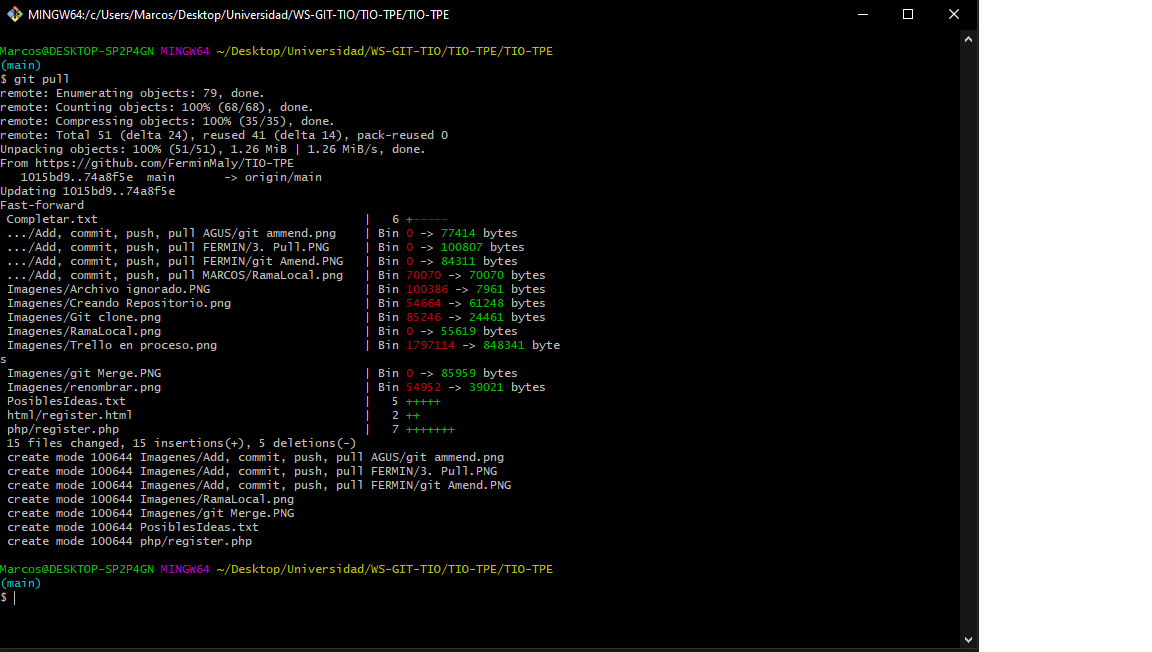 MINGW64:/c/Users/Marcos/Desktop/Universidad/WS-GIT-TIO/TIO-TPE/TIO-TPE
Marcos@DESKTOP-SP2P4GN MINGW64 ~/Desktop/Universidad/WS-GIT-TIO/TIO-TPE/TIO-TPE
(main)
$ git pull
remote: Enumerating objects: 79, done.
remote: Counting objects: 100% (68/68), done.
remote: Compressing objects: 100% (35/35), done.
remote: Total 51 (delta 24), reused 41 (delta 14), pack-reused 0
Unpacking objects: 100% (51/51), 1.26 MiB | 1.26 MiB/s, done.
From https://github.com/FerminMaly/TIO-TPE
   1015bd9..74a8f5e  main       -> origin/main
Updating 1015bd9..74a8f5e
Fast-forward
 Completar.txt                                      |   6 +-----
 .../Add, commit, push, pull AGUS/git ammend.png    | Bin 0 -> 77414 bytes
 .../Add, commit, push, pull FERMIN/3. Pull.PNG     | Bin 0 -> 100807 bytes
 .../Add, commit, push, pull FERMIN/git Amend.PNG   | Bin 0 -> 84311 bytes
 .../Add, commit, push, pull MARCOS/RamaLocal.png   | Bin 70070 -> 70070 bytes
 Imagenes/Archivo ignorado.PNG                      | Bin 100386 -> 7961 bytes
 Imagenes/Creando Repositorio.png                   | Bin 54664 -> 61248 bytes
 Imagenes/Git clone.png                             | Bin 85246 -> 24461 bytes
 Imagenes/RamaLocal.png                             | Bin 0 -> 55619 bytes
 Imagenes/Trello en proceso.png                     | Bin 1797114 -> 848341 byte
s
 Imagenes/git Merge.PNG                             | Bin 0 -> 85959 bytes
 Imagenes/renombrar.png                             | Bin 54952 -> 39021 bytes
 PosiblesIdeas.txt                                  |   5 +++++
 html/register.html                                 |   2 ++
 php/register.php                                   |   7 +++++++
 15 files changed, 15 insertions(+), 5 deletions(-)
 create mode 100644 Imagenes/Add, commit, push, pull AGUS/git ammend.png
 create mode 100644 Imagenes/Add, commit, push, pull FERMIN/3. Pull.PNG
 create mode 100644 Imagenes/Add, commit, push, pull FERMIN/git Amend.PNG
 create mode 100644 Imagenes/RamaLocal.png
 create mode 100644 Imagenes/git Merge.PNG
 create mode 100644 PosiblesIdeas.txt
 create mode 100644 php/register.php
Marcos@DESKTOP-SP2P4GN MINGW64 ~/Desktop/Universidad/WS-GIT-TIO/TIO-TPE/TIO-TPE
(main)
$